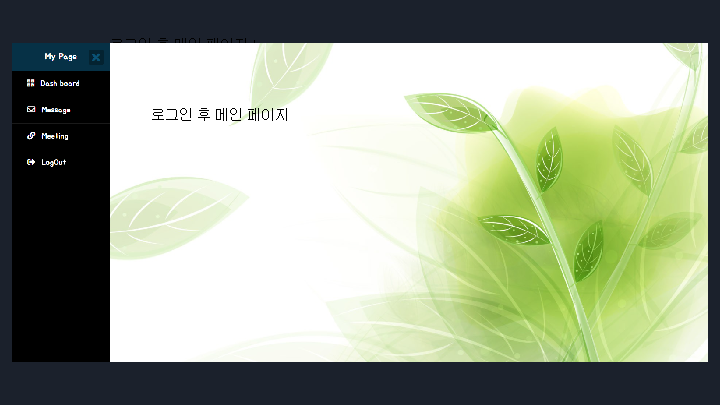 로그인 후 메인 페이지
My Page
Dash board
Message
Meeting
LogOut
로그인 후 메인 페이지